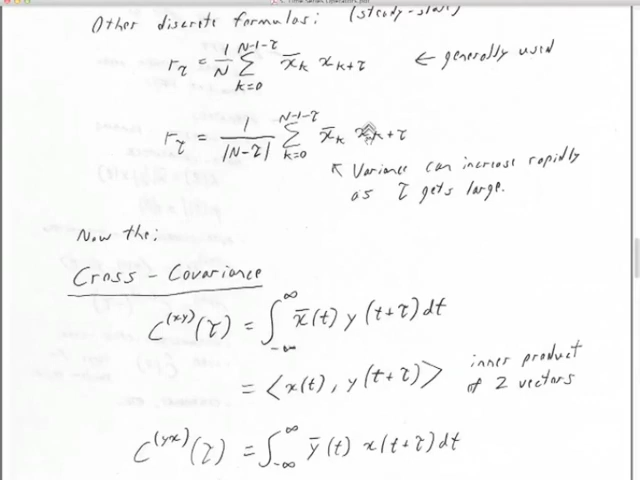 Other discrete formulas: (steady-state)
r_τ = 1/N Σ_{k=0}^{N-1-τ} x̄_k x_{k+τ} ← generally used
r_τ = 1/|N-τ| Σ_{k=0}^{N-1-τ} x̄_k x_{k+τ}
↖ Variance can increase rapidly
as τ gets large.
Now the:
Cross-Covariance
C^{(xy)}(τ) = ∫_{-∞}^{∞} x̄(t) y(t+τ) dt
= <x(t), y(t+τ)> inner product
of 2 vectors
C^{(yx)}(τ) = ∫_{-∞}^{∞} ȳ(t) x(t+τ) dt